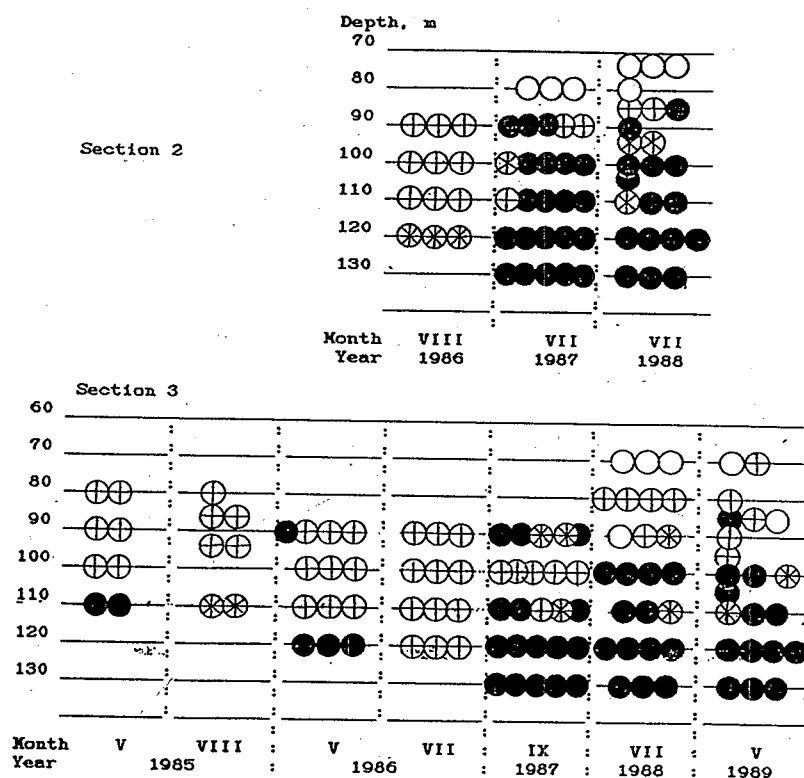 Depth, m
70
80
90
Section 2
100
110
120
130
Month VIII VII VII
Year 1986 1987 1988
Section 3
60
70
80
90
100
110
120
130
Month V VIII V VII IX VII V
Year 1985 1986 1987 1988 1989